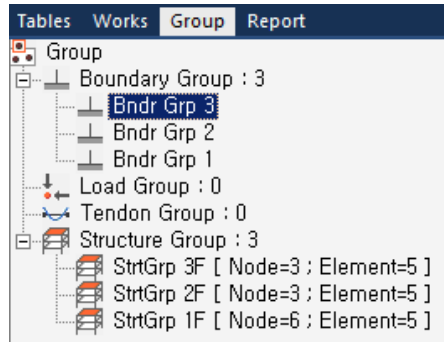 Tables Works Group Report
Group
Boundary Group : 3
Bndr Grp 3
Bndr Grp 2
Bndr Grp 1
Load Group : 0
Tendon Group : 0
Structure Group : 3
StrtGrp 3F [ Node=3 ; Element=5 ]
StrtGrp 2F [ Node=3 ; Element=5 ]
StrtGrp 1F [ Node=6 ; Element=5 ]